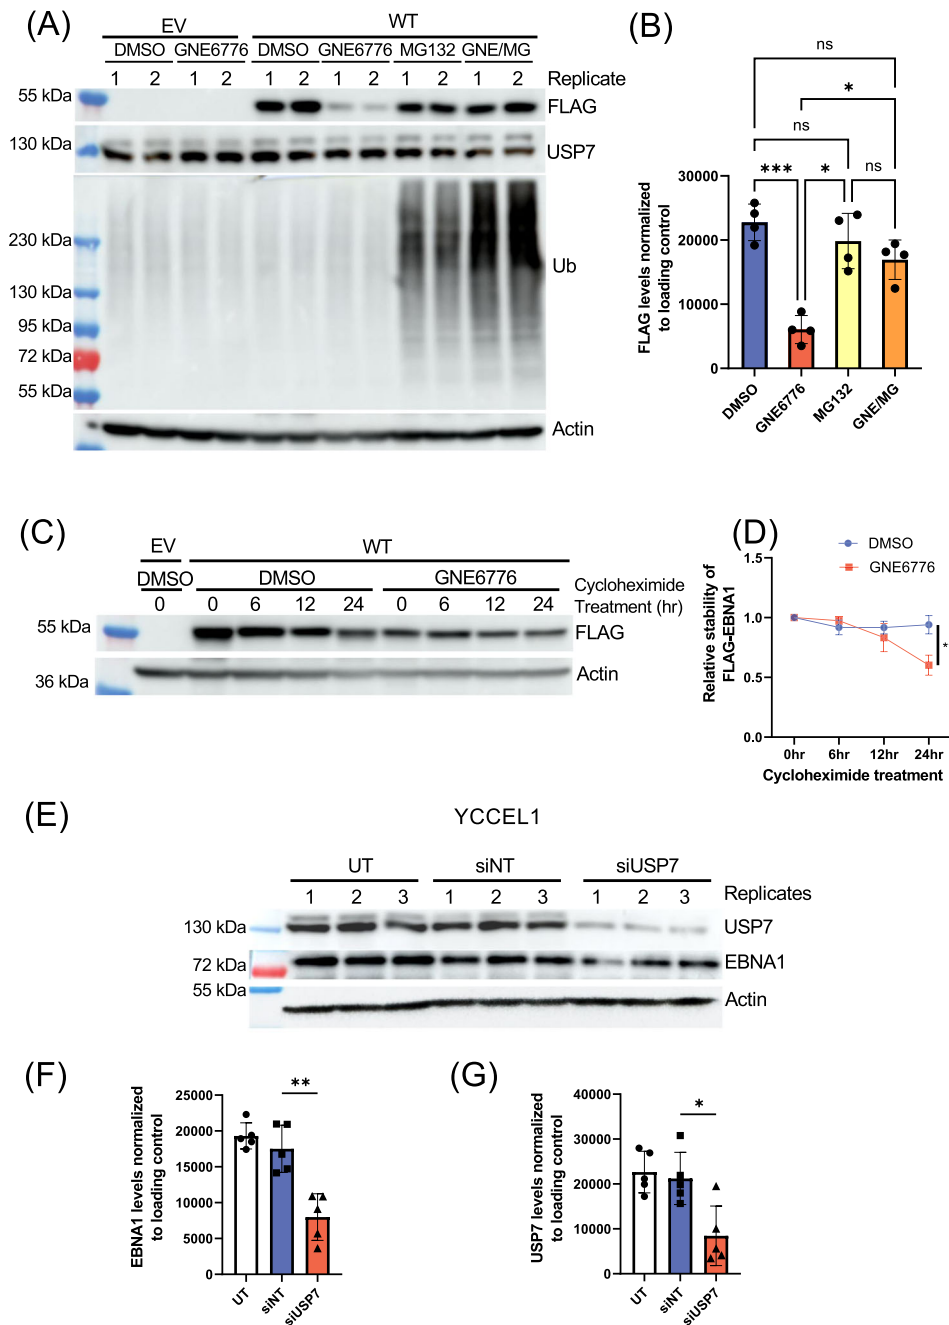 (A)
EV
WT
DMSO GNE6776 DMSO GNE6776 MG132 GNE/MG
1 2 1 2 1 2 1 2 1 2 1 2 Replicate
55 kDa FLAG
130 kDa USP7
230 kDa
Ub
130 kDa
95 kDa
72 kDa
55 kDa
Actin
(B)
ns
*
ns
*** * ns
30000
20000
10000
0
FLAG levels normalized
to loading control
DMSO GNE6776 MG132 GNE/MG
(C)
EV
WT
DMSO DMSO GNE6776 Cycloheximide
0 0 6 12 24 0 6 12 24 Treatment (hr)
55 kDa FLAG
Actin
36 kDa
(D)
DMSO
GNE6776
1.5
1.0
0.5
0.0
*
Relative stability of
FLAG-EBNA1
0hr 6hr 12hr 24hr
Cycloheximide treatment
(E)
YCCEL1
UT siNT siUSP7
1 2 3 1 2 3 1 2 3 Replicates
130 kDa USP7
72 kDa EBNA1
55 kDa
Actin
(F)
**
25000
20000
15000
10000
5000
0
EBNA1 levels normalized
to loading control
UT siNT siUSP7
(G)
*
40000
30000
20000
10000
0
USP7 levels normalized
to loading control
UT siNT siUSP7